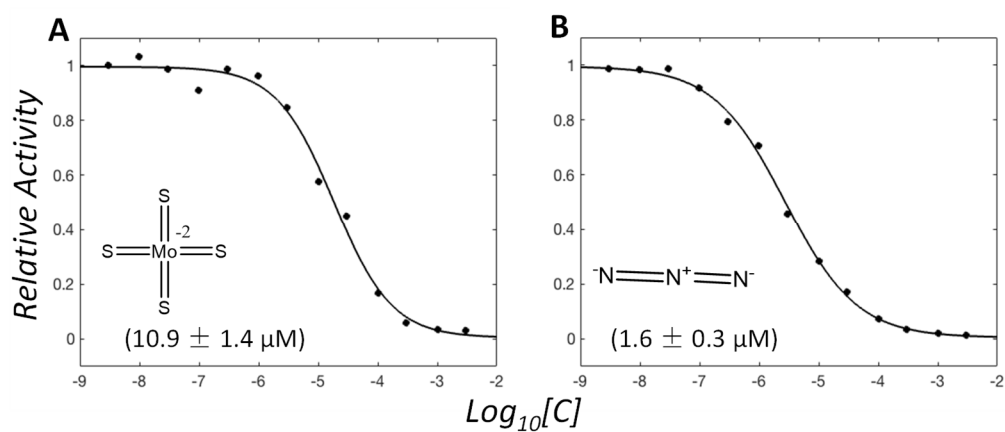 A
B
Relative Activity
1
0.8
0.6
0.4
0.2
0
-9 -8 -7 -6 -5 -4 -3 -2
S
-2
S Mo S
S
(10.9 ± 1.4 μM)
1
0.8
0.6
0.4
0.2
0
-9 -8 -7 -6 -5 -4 -3 -2
⁻N N⁺ N⁻
(1.6 ± 0.3 μM)
Log₁₀[C]